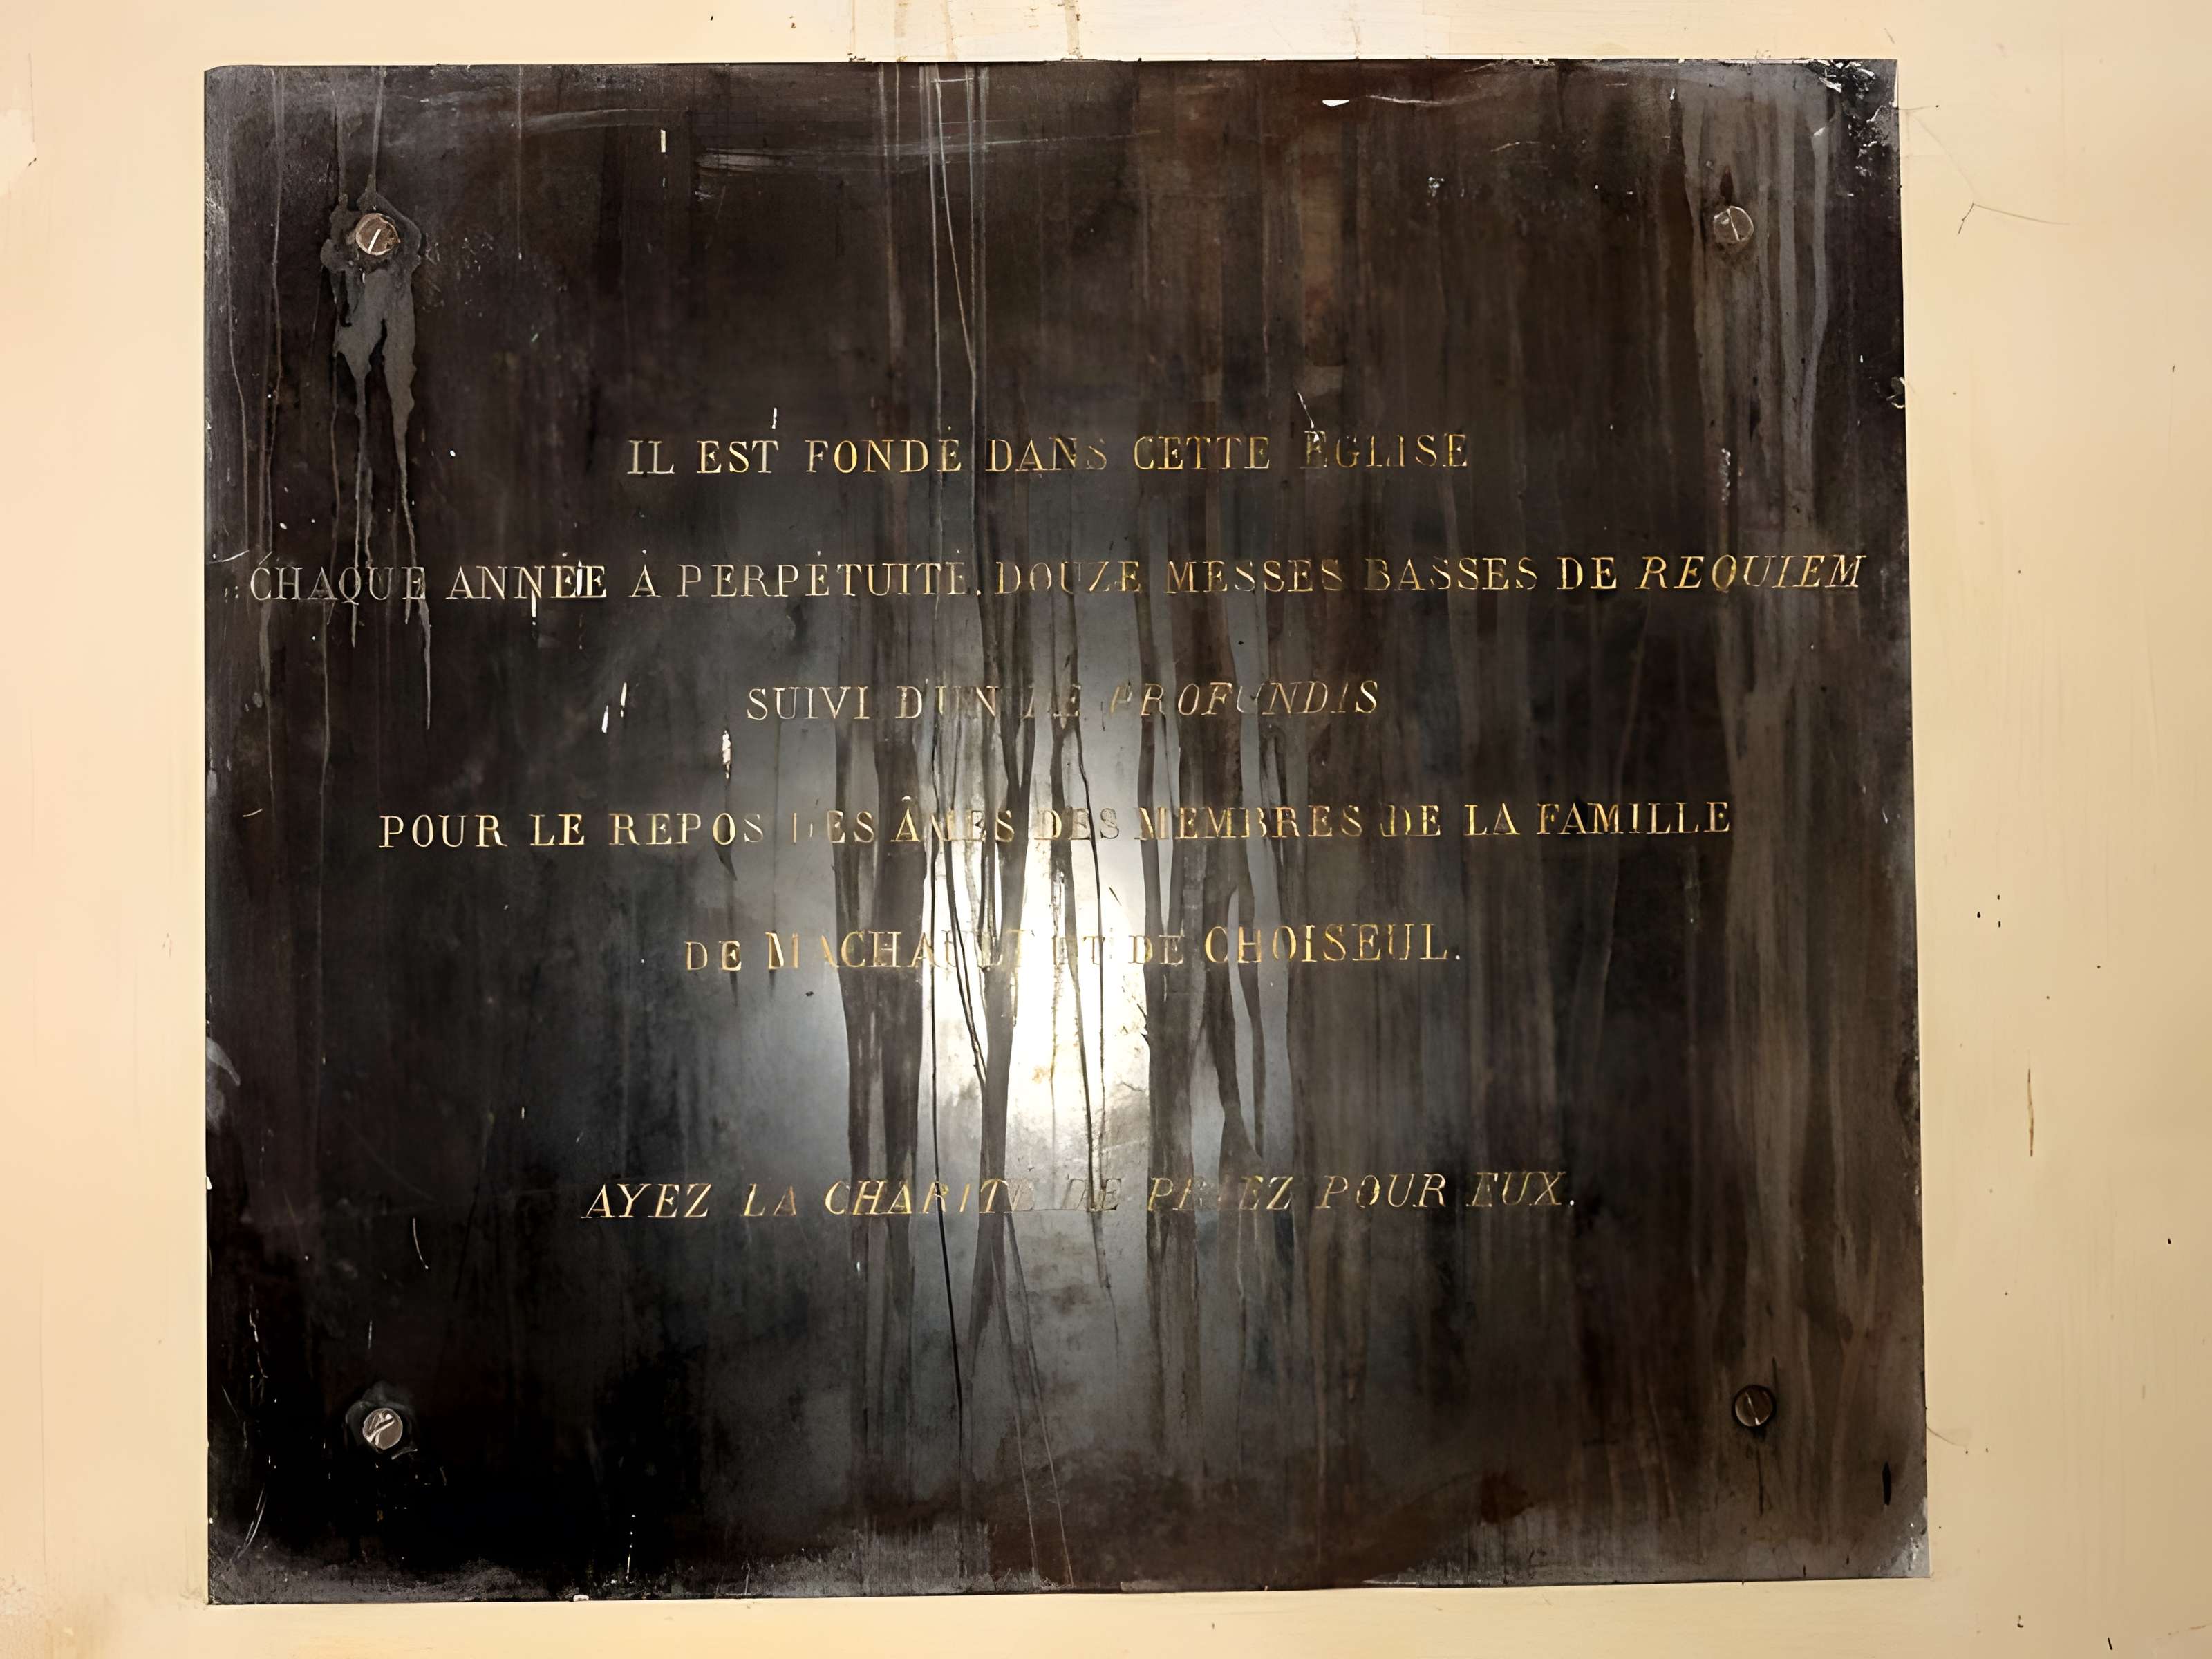 IL EST FONDÉ DANS CETTE ÉGLISE
CHAQUE ANNÉE À PERPÉTUITÉ. DOUZE MESSES BASSES DE REQUIEM
SUIVI D'UN DE PROFUNDIS
POUR LE REPOS DES ÂMES DES MEMBRES DE LA FAMILLE
DE MACHAULT ET DE CHOISEUL.
AYEZ LA CHARITÉ DE PRIEZ POUR EUX.